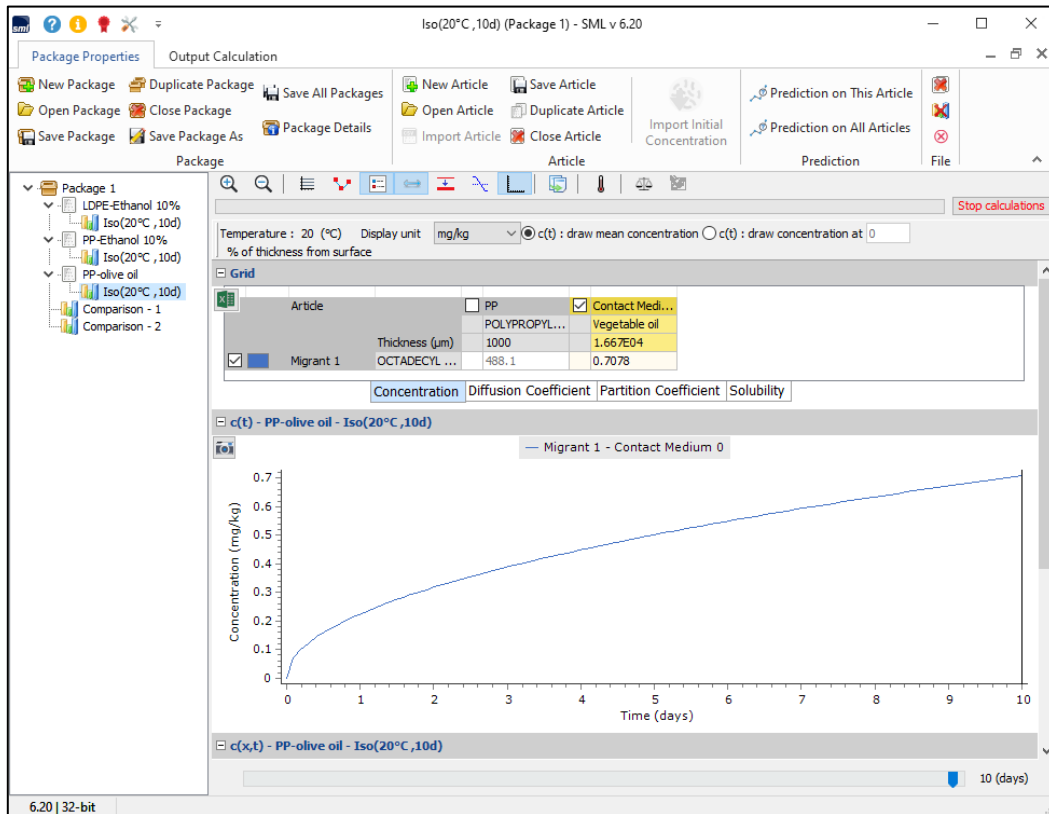 sml
Iso(20°C ,10d) (Package 1) - SML v 6.20
Package Properties Output Calculation
New Package Duplicate Package Save All Packages New Article Save Article Import Initial Concentration Prediction on This Article
Open Package Close Package Package Details Open Article Duplicate Article Prediction on All Articles
Save Package Save Package As Import Article Close Article
Package Article Prediction File
Package 1
LDPE-Ethanol 10%
Iso(20°C ,10d)
PP-Ethanol 10%
Iso(20°C ,10d)
PP-olive oil
Iso(20°C ,10d)
Comparison - 1
Comparison - 2
Stop calculations
Temperature : 20 (°C) Display unit mg/kg c(t) : draw mean concentration c(t) : draw concentration at 0
% of thickness from surface
Grid
Article PP Contact Medi...
POLYPROPYL... Vegetable oil
Thickness (µm) 1000 1.667E04
Migrant 1 OCTADECYL ... 488.1 0.7078
Concentration Diffusion Coefficient Partition Coefficient Solubility
c(t) - PP-olive oil - Iso(20°C ,10d)
Migrant 1 - Contact Medium 0
Concentration (mg/kg)
0.7
0.6
0.5
0.4
0.3
0.2
0.1
0
0 1 2 3 4 5 6 7 8 9 10
Time (days)
c(x,t) - PP-olive oil - Iso(20°C ,10d)
10 (days)
6.20 | 32-bit